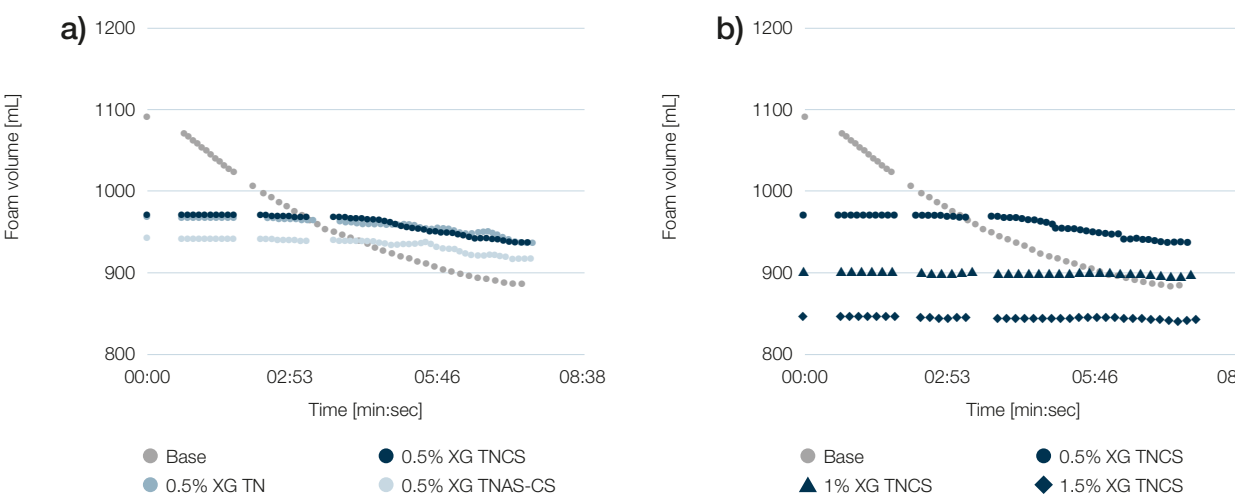 a)
1200
1100
1000
900
800
Foam volume [mL]
00:00 02:53 05:46 08:38
Time [min:sec]
Base
0.5% XG TNCS
0.5% XG TN
0.5% XG TNAS-CS
b)
1200
1100
1000
900
800
Foam volume [mL]
00:00 02:53 05:46 08
Time [min:sec]
Base
0.5% XG TNCS
1% XG TNCS
1.5% XG TNCS